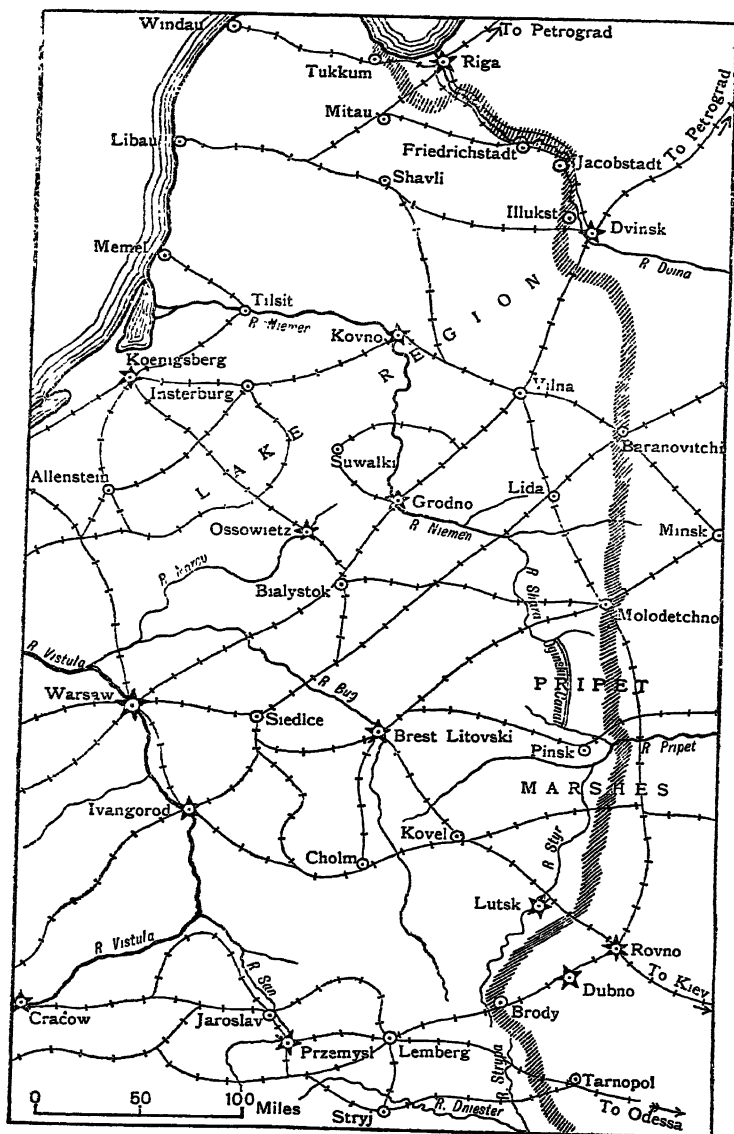 Windau
To Petrograd
Tukkum
Riga
Mitau
To Petrograd
Libau
Friedrichstadt
Jacobstadt
Shavli
Illukst
Dvinsk
Memel
R Duina
Tilsit
R Niemen
Kovno
REGION
Koenigsberg
Insterburg
Vilna
LAKE
Baranovitchi
Suwalki
Allenstein
Grodno
Lida
Ossowietz
R Niemen
Minsk
R Narew
Bialystok
R Shara
Molodetchno
R Vistula
R Bug
PRIPET
Warsaw
Siedlce
Brest Litovski
Pinsk
R Pripet
MARSHES
Ivangorod
Kovel
Cholm
R Styr
Lutsk
R Vistula
Rovno
R San
To Kiev
Dubno
Cracow
Jaroslav
Brody
Przemysl
Lemberg
R. Strypa
Tarnopol
0 50 100
Miles
R. Dniester
To Odessa
Stryj